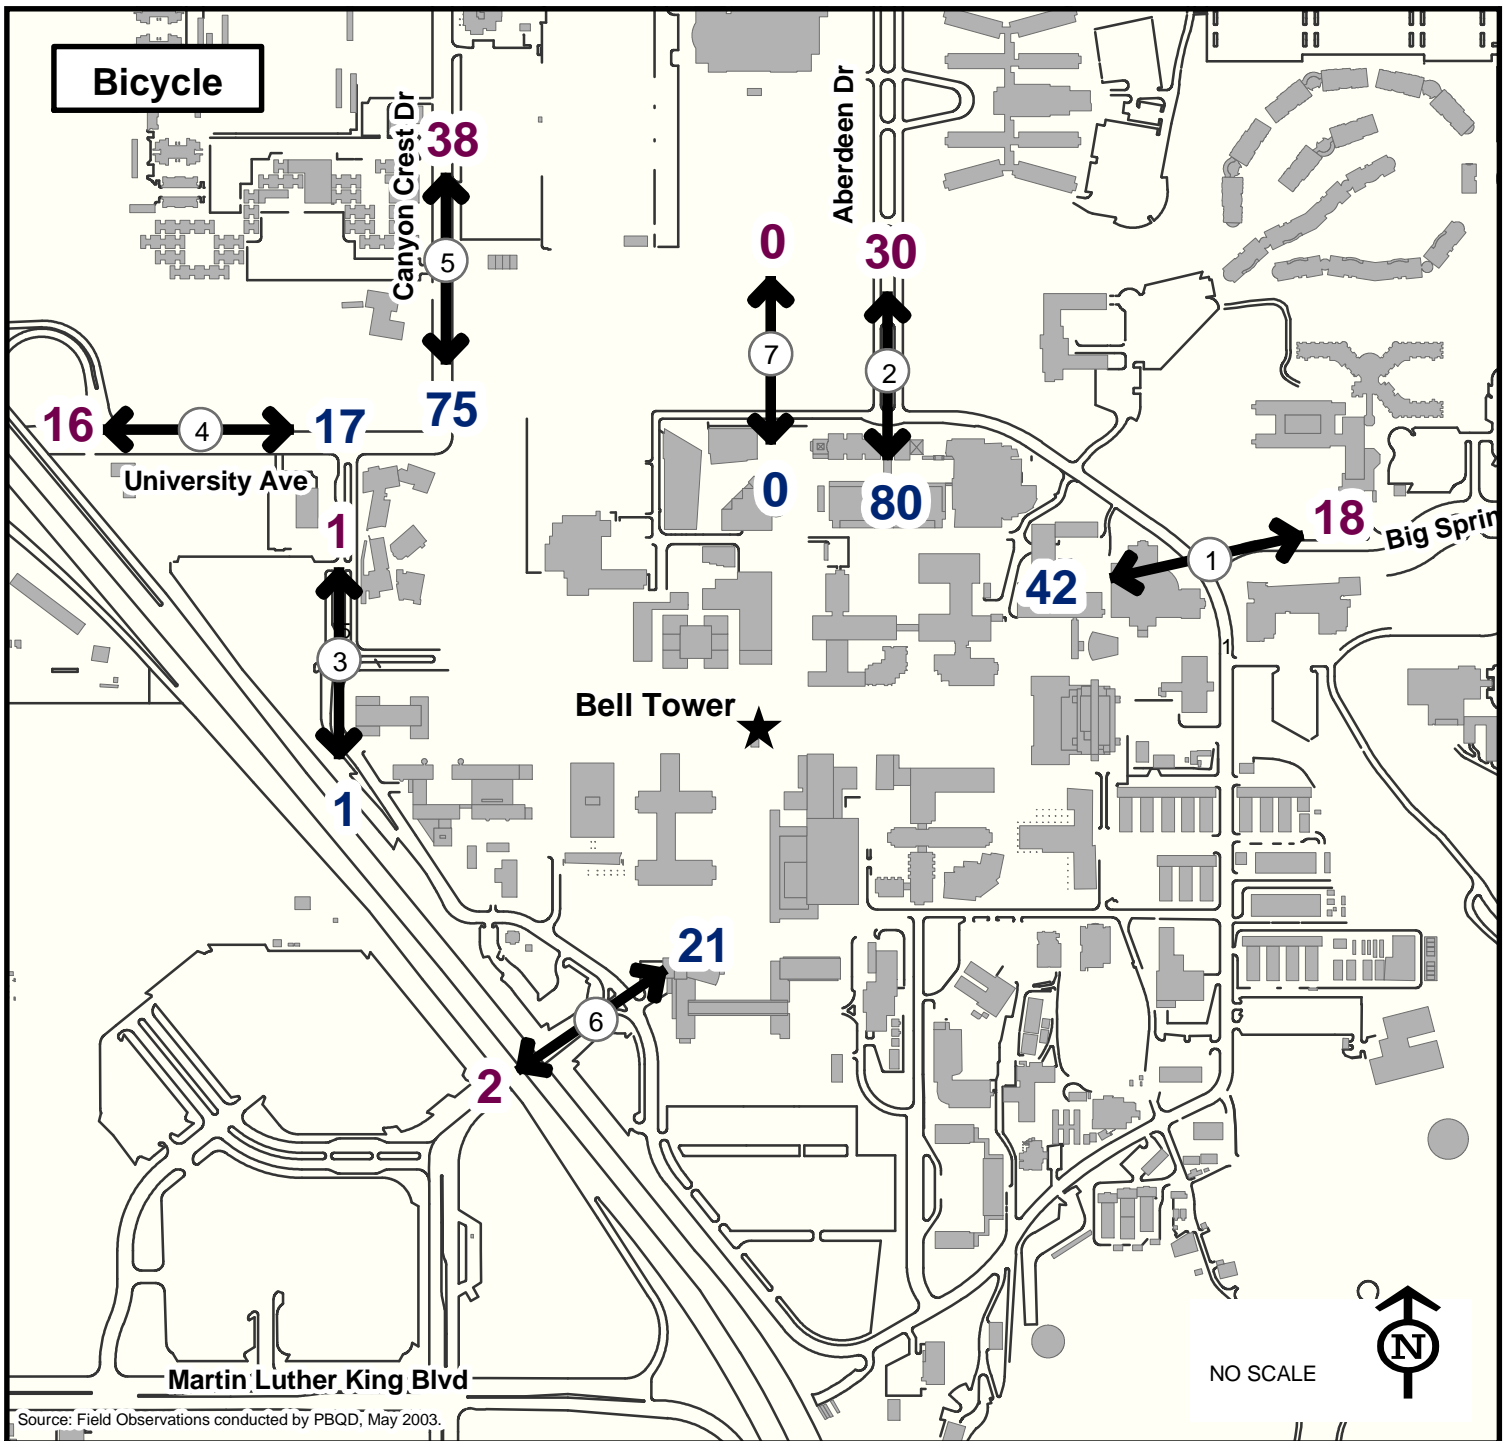 Bicycle
Canyon Crest Dr
Aberdeen Dr
38
5
75
0
7
0
30
2
80
16
4
17
University Ave
1
3
1
18
Big Sprin
1
42
1
Bell Tower
21
6
2
N
NO SCALE
Martin Luther King Blvd
Source: Field Observations conducted by PBQD, May 2003.